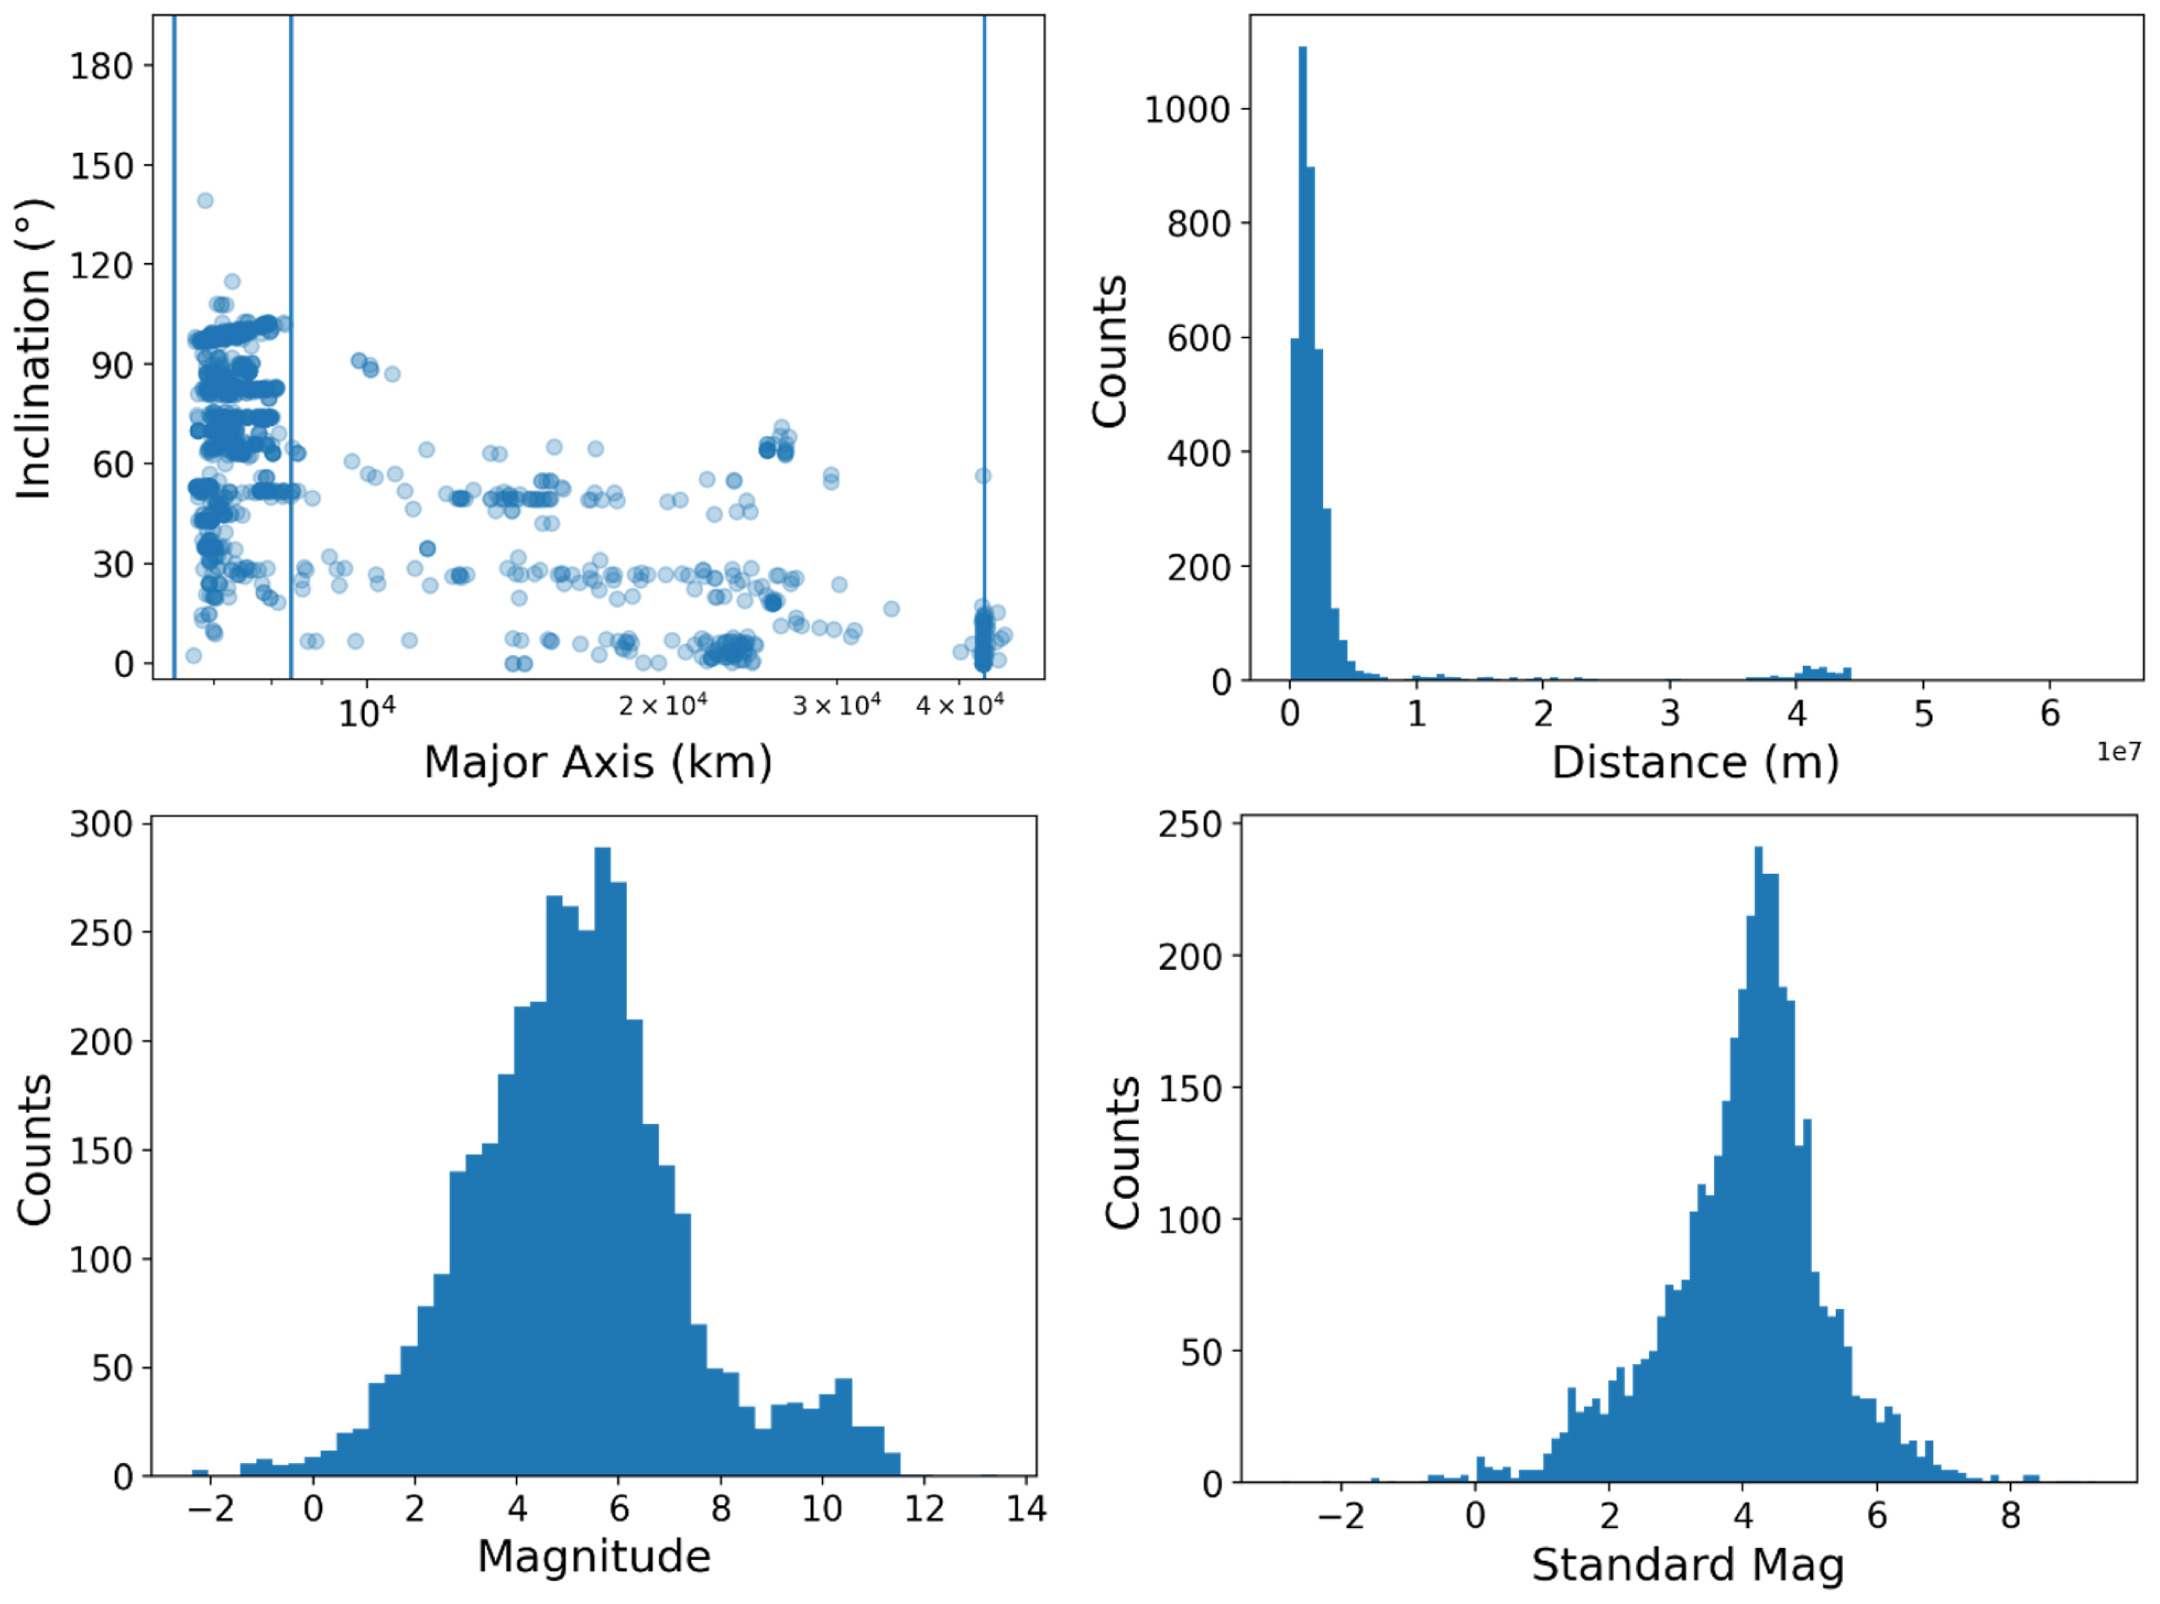 180
150
120
90
60
30
0
Inclination (°)
10⁴
2 × 10⁴
3 × 10⁴
4 × 10⁴
Major Axis (km)
1000
800
600
400
200
0
Counts
0 1 2 3 4 5 6
1e7
Distance (m)
300
250
200
150
100
50
0
Counts
−2 0 2 4 6 8 10 12 14
Magnitude
250
200
150
100
50
0
Counts
−2 0 2 4 6 8
Standard Mag